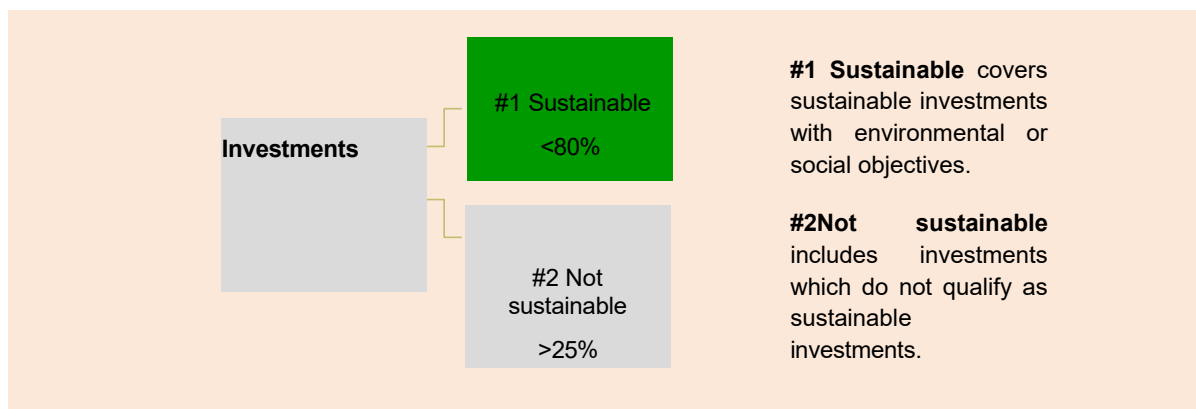 Investments
#1 Sustainable
<80%
#2 Not
sustainable
>25%
#1 Sustainable covers
sustainable investments
with environmental or
social objectives.
#2Not sustainable
includes investments
which do not qualify as
sustainable
investments.